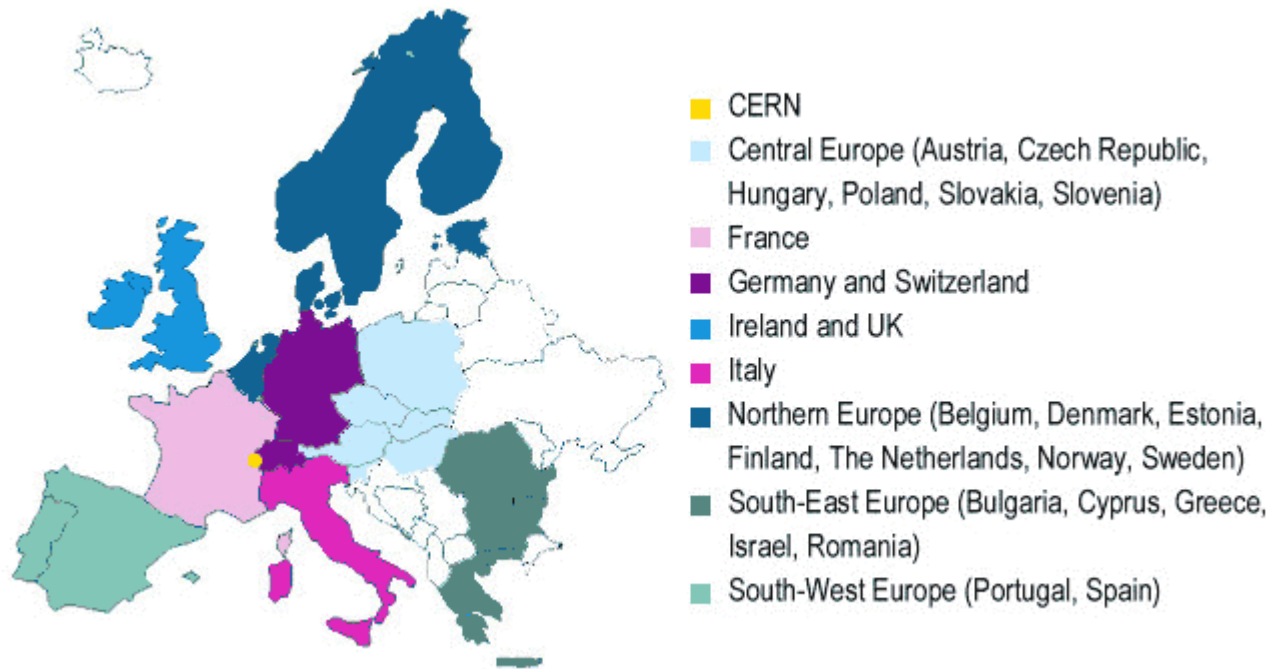 CERN
Central Europe (Austria, Czech Republic,
Hungary, Poland, Slovakia, Slovenia)
France
Germany and Switzerland
Ireland and UK
Italy
Northern Europe (Belgium, Denmark, Estonia,
Finland, The Netherlands, Norway, Sweden)
South-East Europe (Bulgaria, Cyprus, Greece,
Israel, Romania)
South-West Europe (Portugal, Spain)